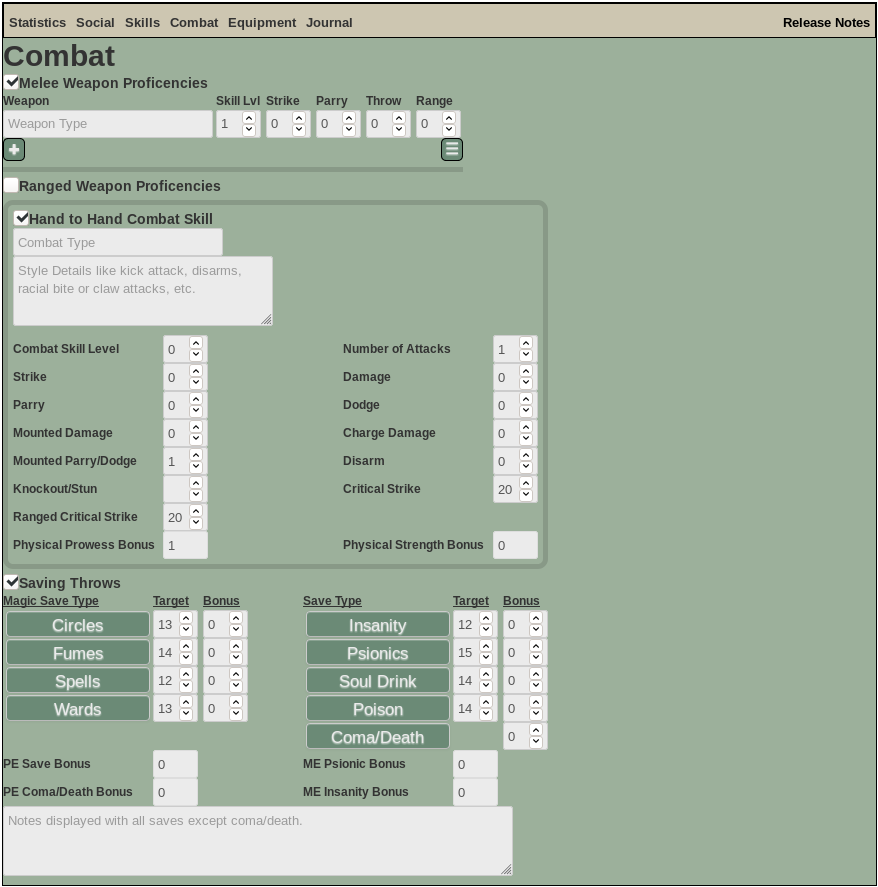 Statistics Social Skills Combat Equipment Journal Release Notes
Combat
Melee Weapon Proficencies
Weapon Skill Lvl Strike Parry Throw Range
Weapon Type 1 0 0 0 0
Ranged Weapon Proficencies
Hand to Hand Combat Skill
Combat Type
Style Details like kick attack, disarms,
racial bite or claw attacks, etc.
Combat Skill Level 0 Number of Attacks 1
Strike 0 Damage 0
Parry 0 Dodge 0
Mounted Damage 0 Charge Damage 0
Mounted Parry/Dodge 1 Disarm 0
Knockout/Stun Critical Strike 20
Ranged Critical Strike 20
Physical Prowess Bonus 1 Physical Strength Bonus 0
Saving Throws
Magic Save Type Target Bonus Save Type Target Bonus
Circles 13 0 Insanity 12 0
Fumes 14 0 Psionics 15 0
Spells 12 0 Soul Drink 14 0
Wards 13 0 Poison 14 0
Coma/Death 0
PE Save Bonus 0 ME Psionic Bonus 0
PE Coma/Death Bonus 0 ME Insanity Bonus 0
Notes displayed with all saves except coma/death.